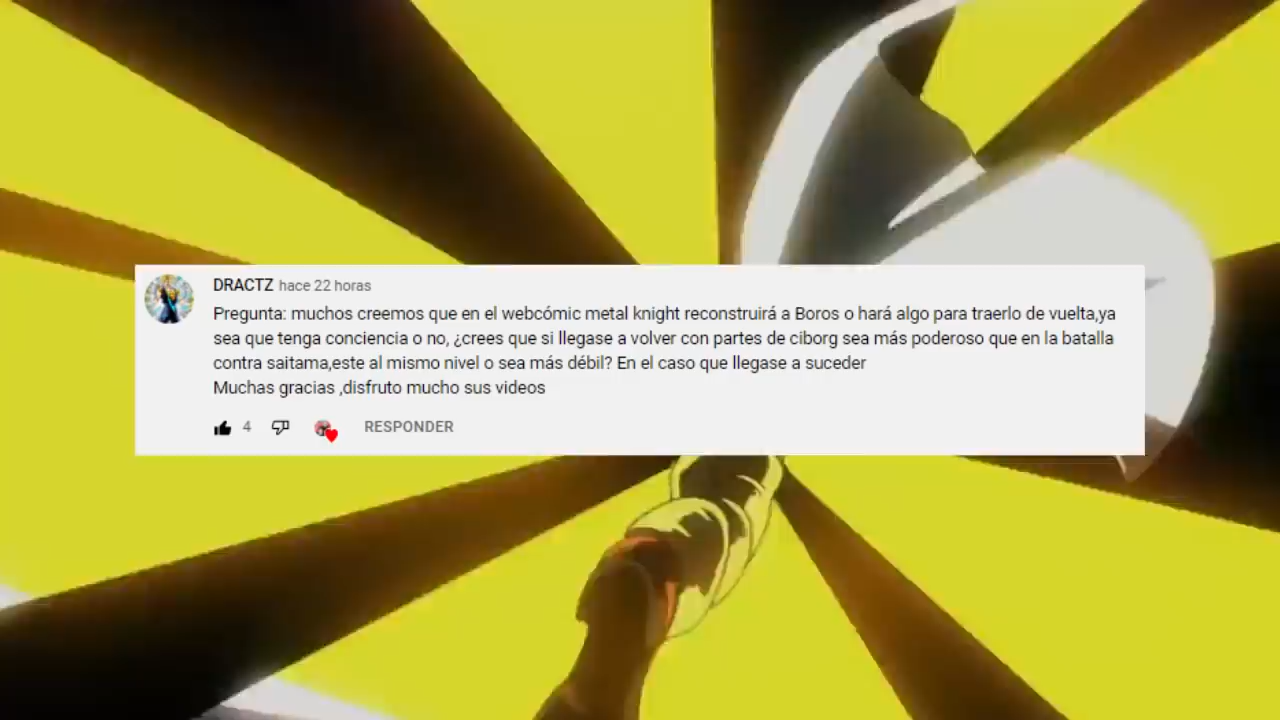 DRACTZ hace 22 horas
Pregunta: muchos creemos que en el webcómic metal knight reconstruirá a Boros o hará algo para traerlo de vuelta,ya
sea que tenga conciencia o no, ¿crees que si llegase a volver con partes de ciborg sea más poderoso que en la batalla
contra saitama,este al mismo nivel o sea más débil? En el caso que llegase a suceder
Muchas gracias ,disfruto mucho sus videos
4 RESPONDER